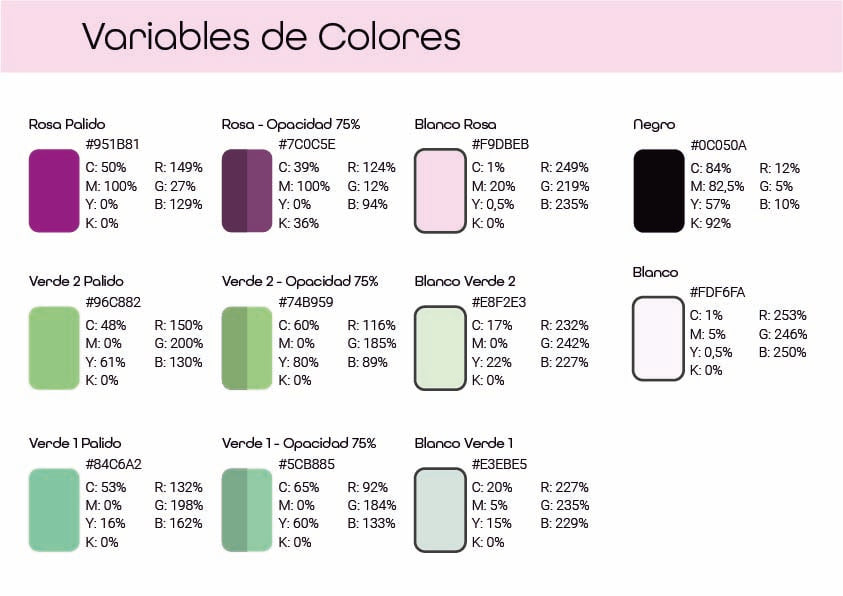 Variables de Colores
Rosa Palido
#951B81
C: 50% R: 149%
M: 100% G: 27%
Y: 0% B: 129%
K: 0%
Rosa - Opacidad 75%
#7C0C5E
C: 39% R: 124%
M: 100% G: 12%
Y: 0% B: 94%
K: 36%
Blanco Rosa
#F9DBEB
C: 1% R: 249%
M: 20% G: 219%
Y: 0,5% B: 235%
K: 0%
Negro
#0C050A
C: 84% R: 12%
M: 82,5% G: 5%
Y: 57% B: 10%
K: 92%
Verde 2 Palido
#96C882
C: 48% R: 150%
M: 0% G: 200%
Y: 61% B: 130%
K: 0%
Verde 2 - Opacidad 75%
#74B959
C: 60% R: 116%
M: 0% G: 185%
Y: 80% B: 89%
K: 0%
Blanco Verde 2
#E8F2E3
C: 17% R: 232%
M: 0% G: 242%
Y: 22% B: 227%
K: 0%
Blanco
#FDF6FA
C: 1% R: 253%
M: 5% G: 246%
Y: 0,5% B: 250%
K: 0%
Verde 1 Palido
#84C6A2
C: 53% R: 132%
M: 0% G: 198%
Y: 16% B: 162%
K: 0%
Verde 1 - Opacidad 75%
#5CB885
C: 65% R: 92%
M: 0% G: 184%
Y: 60% B: 133%
K: 0%
Blanco Verde 1
#E3EBE5
C: 20% R: 227%
M: 5% G: 235%
Y: 15% B: 229%
K: 0%